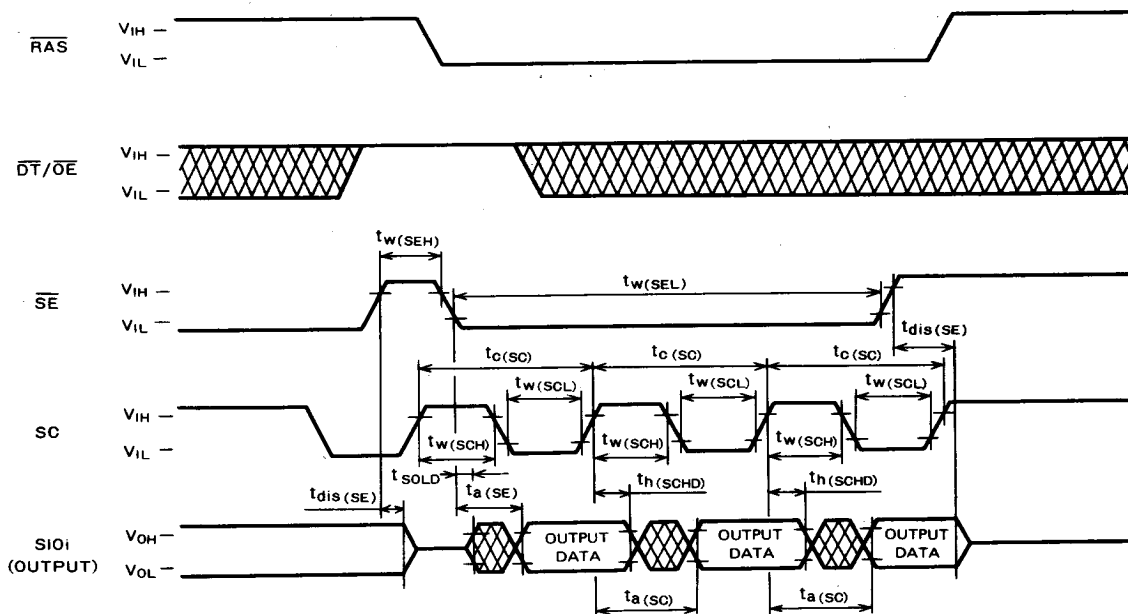 RAS
VIH
VIL
DT/OE
VIH
VIL
tw(SEH)
SE
VIH
VIL
tw(SEL)
tdis(SE)
tc(SC) tc(SC) tc(SC)
tw(SCL) tw(SCL) tw(SCL)
SC
VIH
VIL
tw(SCH) tw(SCH) tw(SCH)
tSOLD
tdis(SE) ta(SE) th(SCHD) th(SCHD)
SIOi
(OUTPUT)
VOH
VOL
OUTPUT
DATA
OUTPUT
DATA
OUTPUT
DATA
ta(SC) ta(SC)